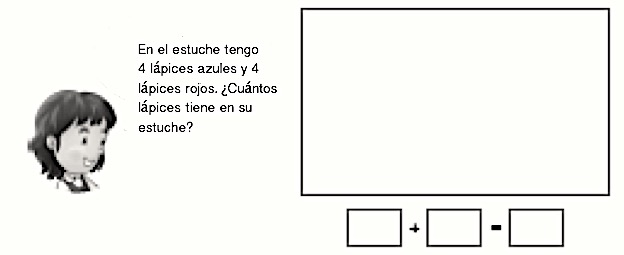 En el estuche tengo
4 lápices azules y 4
lápices rojos. ¿Cuántos
lápices tiene en su
estuche?
+ =